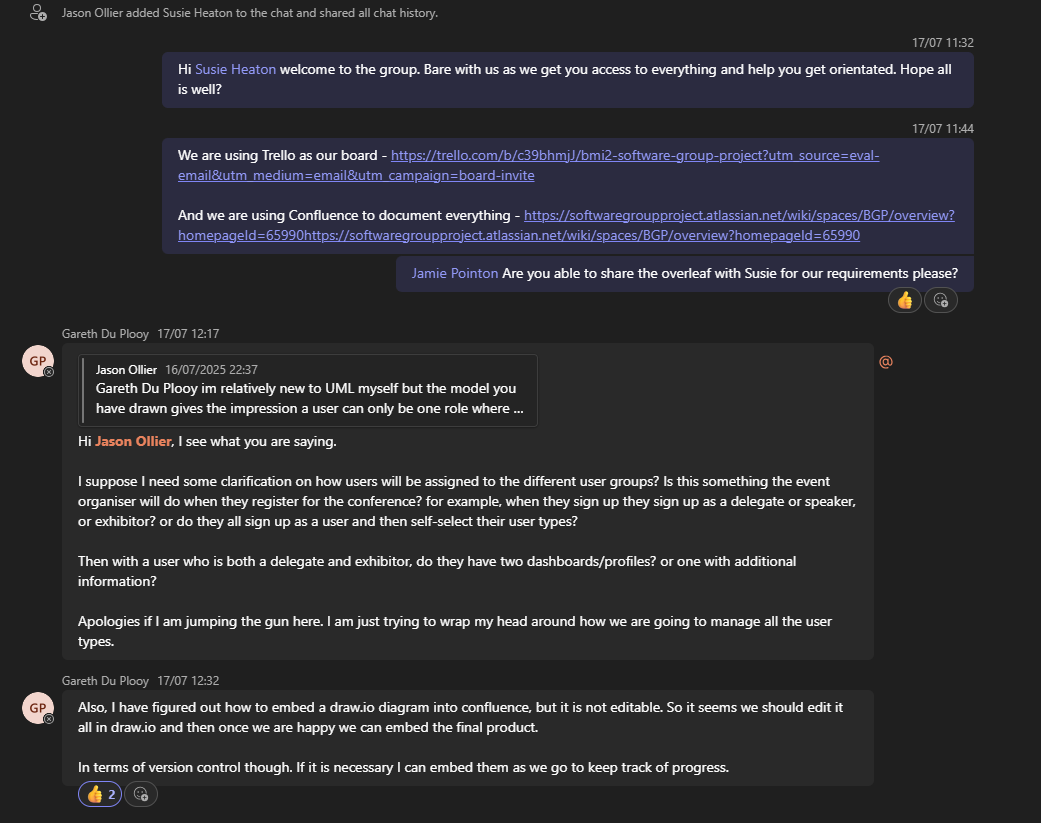 Jason Ollier added Susie Heaton to the chat and shared all chat history.
17/07 11:32
Hi Susie Heaton welcome to the group. Bare with us as we get you access to everything and help you get orientated. Hope all
is well?
17/07 11:44
We are using Trello as our board - https://trello.com/b/c39bhmjJ/bmi2-software-group-project?utm_source=eval-
email&utm_medium=email&utm_campaign=board-invite
And we are using Confluence to document everything - https://softwaregroupproject.atlassian.net/wiki/spaces/BGP/overview?
homepageId=65990https://softwaregroupproject.atlassian.net/wiki/spaces/BGP/overview?homepageId=65990
Jamie Pointon Are you able to share the overleaf with Susie for our requirements please?
Gareth Du Plooy 17/07 12:17
GP
Jason Ollier 16/07/2025 22:37
Gareth Du Plooy im relatively new to UML myself but the model you
have drawn gives the impression a user can only be one role where ...
@
Hi Jason Ollier, I see what you are saying.
I suppose I need some clarification on how users will be assigned to the different user groups? Is this something the event
organiser will do when they register for the conference? for example, when they sign up they sign up as a delegate or speaker,
or exhibitor? or do they all sign up as a user and then self-select their user types?
Then with a user who is both a delegate and exhibitor, do they have two dashboards/profiles? or one with additional
information?
Apologies if I am jumping the gun here. I am just trying to wrap my head around how we are going to manage all the user
types.
Gareth Du Plooy 17/07 12:32
GP
Also, I have figured out how to embed a draw.io diagram into confluence, but it is not editable. So it seems we should edit it
all in draw.io and then once we are happy we can embed the final product.
In terms of version control though. If it is necessary I can embed them as we go to keep track of progress.
2